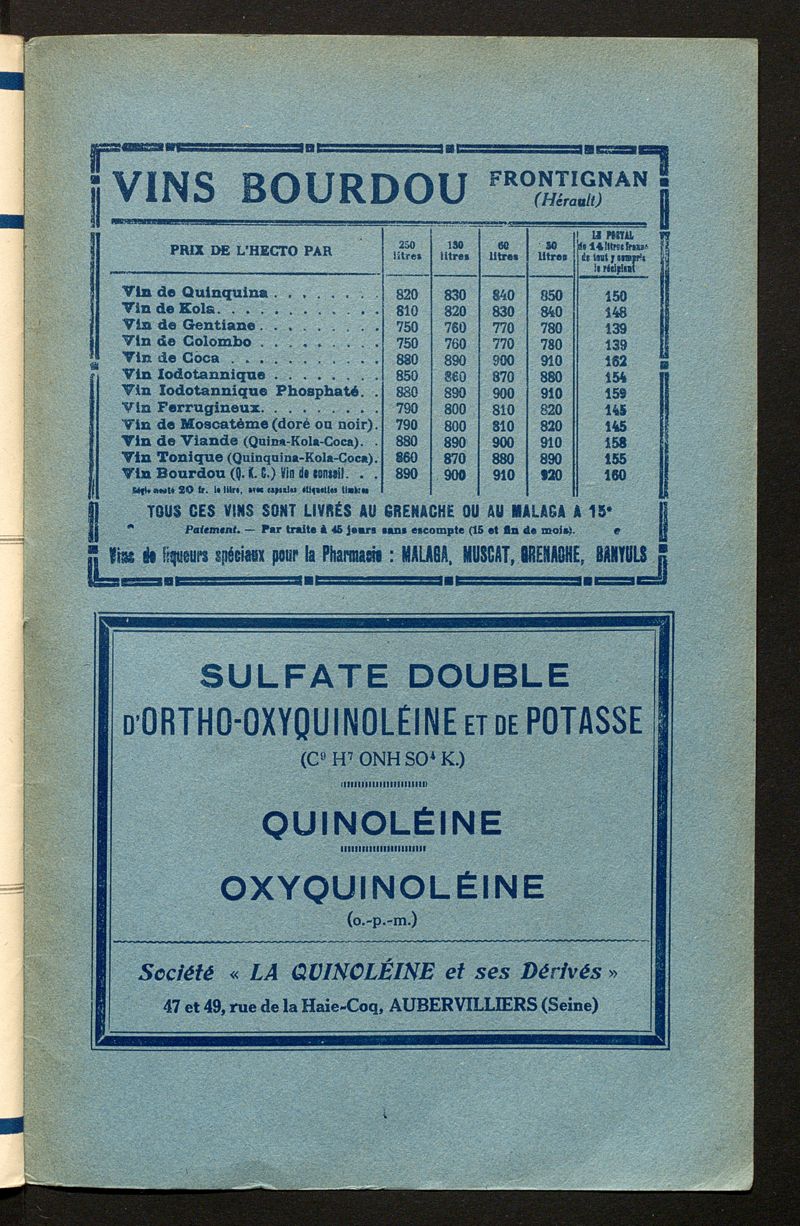 VINS BOURDOU FRONTIGNAN
(Hérault)
PRIX DE L'HECTO PAR 250 litres 130 litres 60 litres 30 litres
LE POSTAL
de 14 litres franco
de tout y compris
le récipient
Vin de Quinquina . . . . . . . . 820 830 840 850 150
Vin de Kola. . . . . . . . . . . . 810 820 830 840 148
Vin de Gentiane . . . . . . . . . 750 760 770 780 139
Vin de Colombo . . . . . . . . . 750 760 770 780 139
Vin de Coca . . . . . . . . . . . 880 890 900 910 162
Vin Iodotannique . . . . . . . . 850 860 870 880 154
Vin Iodotannique Phosphaté. . 880 890 900 910 159
Vin Ferrugineux. . . . . . . . . 790 800 810 820 145
Vin de Moscatème (doré ou noir). 790 800 810 820 145
Vin de Viande (Quina-Kola-Coca). . 880 890 900 910 158
Vin Tonique (Quinquina-Kola-Coca). 860 870 880 890 155
Vin Bourdou (Q. K. C.) Vin de conseil. . . 890 900 910 920 160
20 fr. le litre, avec capsules étiquettes timbres
TOUS CES VINS SONT LIVRÉS AU GRENACHE OU AU MALAGA A 15°
Paiement. — Par traite à 45 jours sans escompte (15 et fin de mois).
Vins de liqueurs spéciaux pour la Pharmacie : MALAGA, MUSCAT, GRENACHE, BANYULS
SULFATE DOUBLE
D'ORTHO-OXYQUINOLÉINE ET DE POTASSE
(C⁹ H⁷ ONH SO⁴ K.)
QUINOLÉINE
OXYQUINOLÉINE
(o.-p.-m.)
Société « LA QUINOLÉINE et ses Dérivés »
47 et 49, rue de la Haie-Coq, AUBERVILLIERS (Seine)